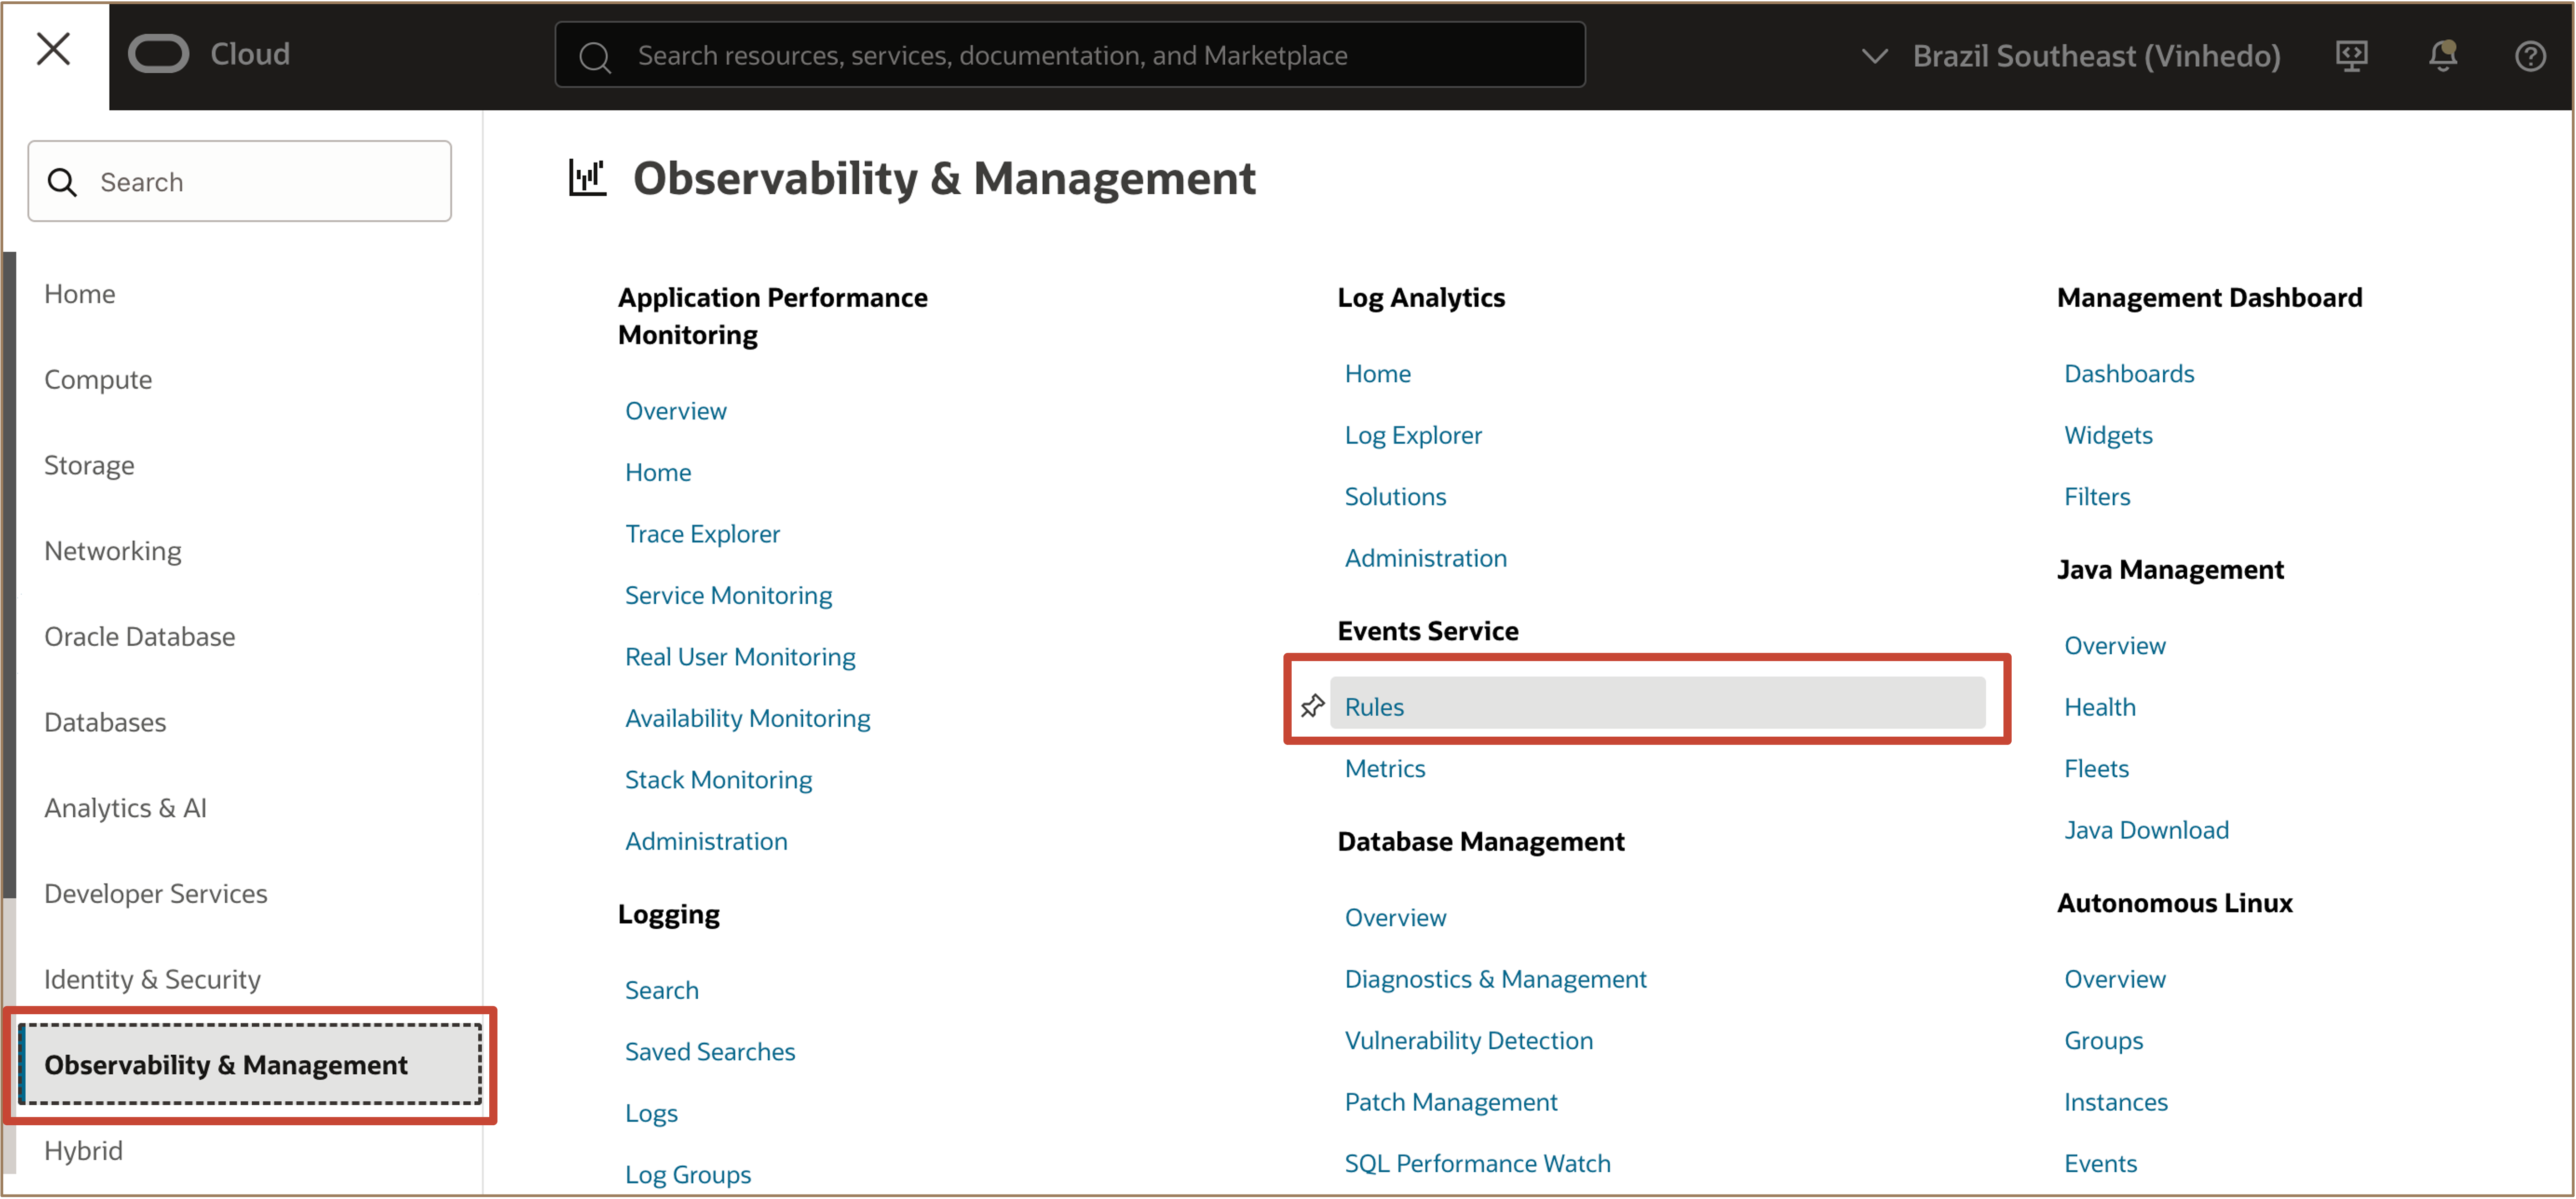 Cloud
Search resources, services, documentation, and Marketplace
Brazil Southeast (Vinhedo)
Search
Home
Compute
Storage
Networking
Oracle Database
Databases
Analytics & AI
Developer Services
Identity & Security
Observability & Management
Hybrid
Observability & Management
Application Performance
Monitoring
Overview
Home
Trace Explorer
Service Monitoring
Real User Monitoring
Availability Monitoring
Stack Monitoring
Administration
Logging
Search
Saved Searches
Logs
Log Groups
Log Analytics
Home
Log Explorer
Solutions
Administration
Events Service
Rules
Metrics
Database Management
Overview
Diagnostics & Management
Vulnerability Detection
Patch Management
SQL Performance Watch
Management Dashboard
Dashboards
Widgets
Filters
Java Management
Overview
Health
Fleets
Java Download
Autonomous Linux
Overview
Groups
Instances
Events